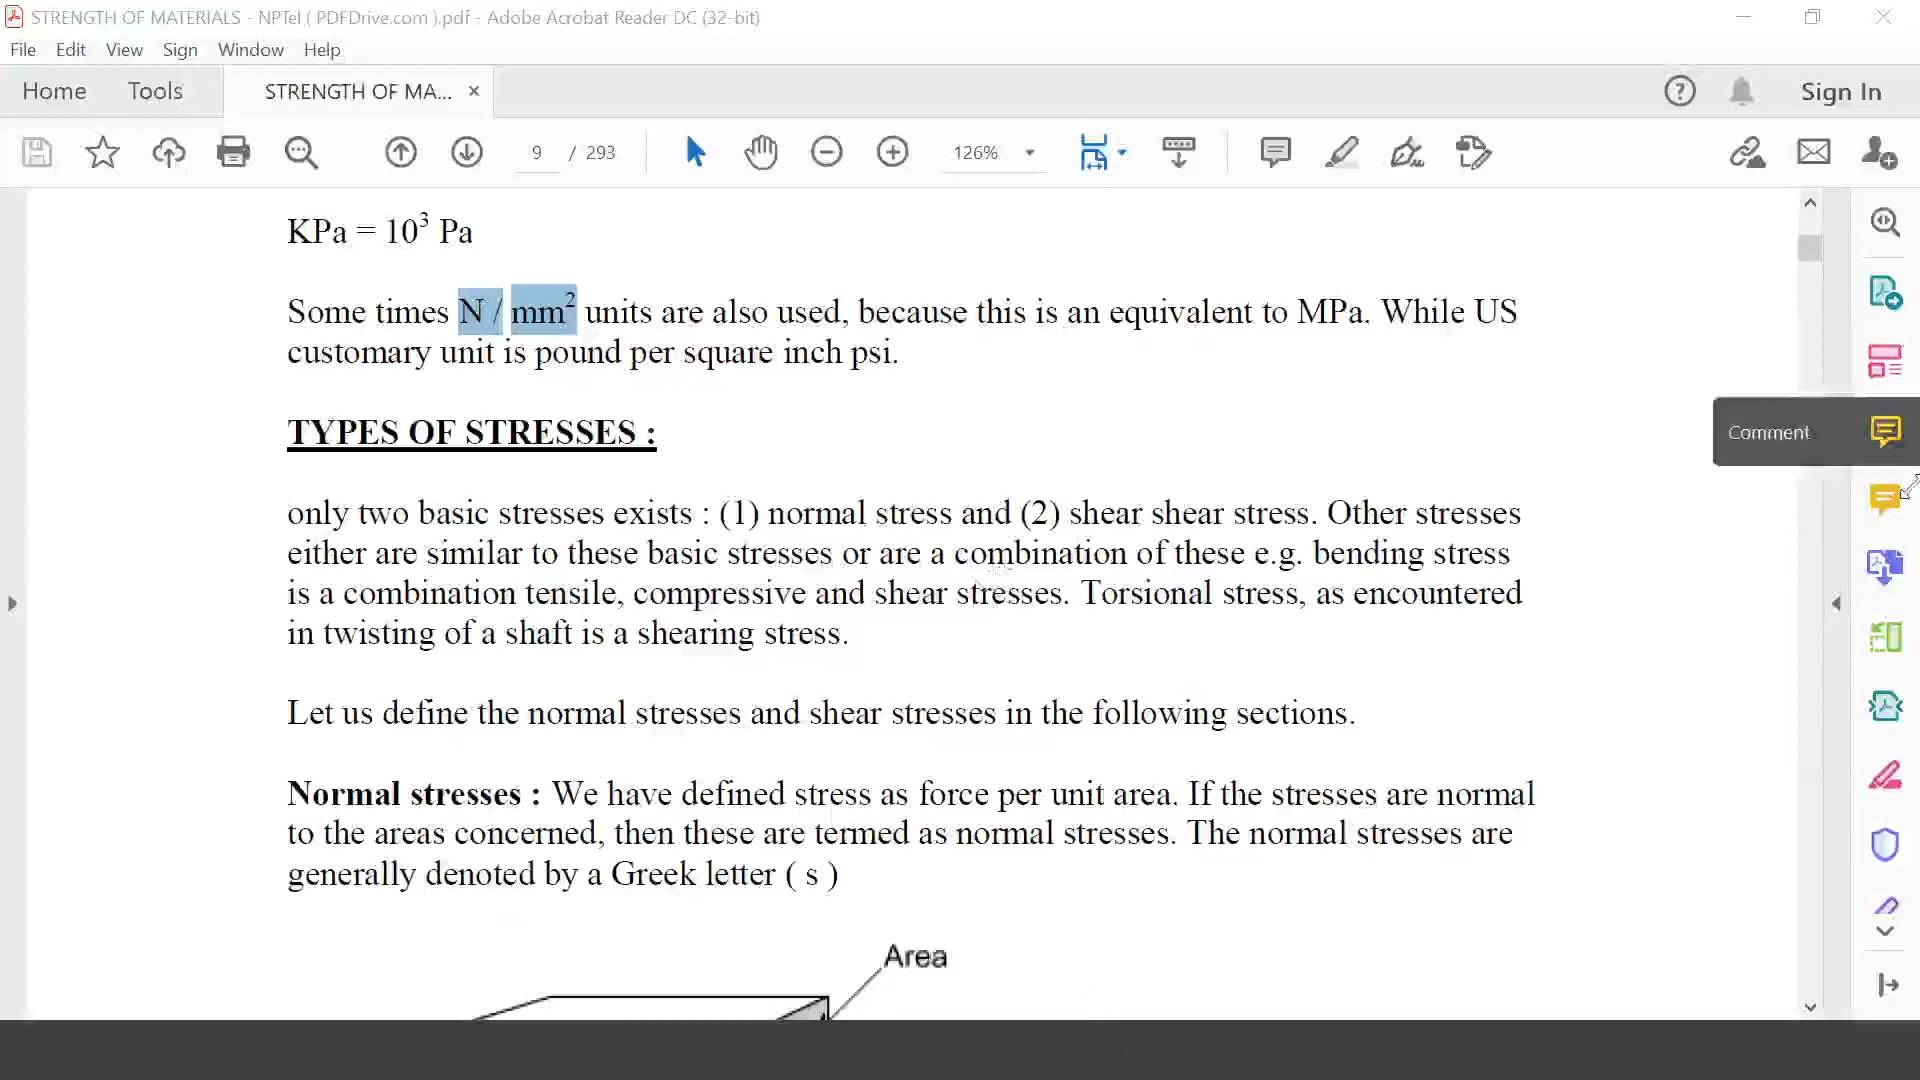 STRENGTH OF MATERIALS - NPTel ( PDFDrive.com ).pdf - Adobe Acrobat Reader DC (32-bit)
File Edit View Sign Window Help
Home Tools STRENGTH OF MA... × Sign In
9 / 293 126%
KPa = 10³ Pa
Some times N / mm² units are also used, because this is an equivalent to MPa. While US
customary unit is pound per square inch psi.
TYPES OF STRESSES :
Comment
only two basic stresses exists : (1) normal stress and (2) shear shear stress. Other stresses
either are similar to these basic stresses or are a combination of these e.g. bending stress
is a combination tensile, compressive and shear stresses. Torsional stress, as encountered
in twisting of a shaft is a shearing stress.
Let us define the normal stresses and shear stresses in the following sections.
Normal stresses : We have defined stress as force per unit area. If the stresses are normal
to the areas concerned, then these are termed as normal stresses. The normal stresses are
generally denoted by a Greek letter ( s )
Area